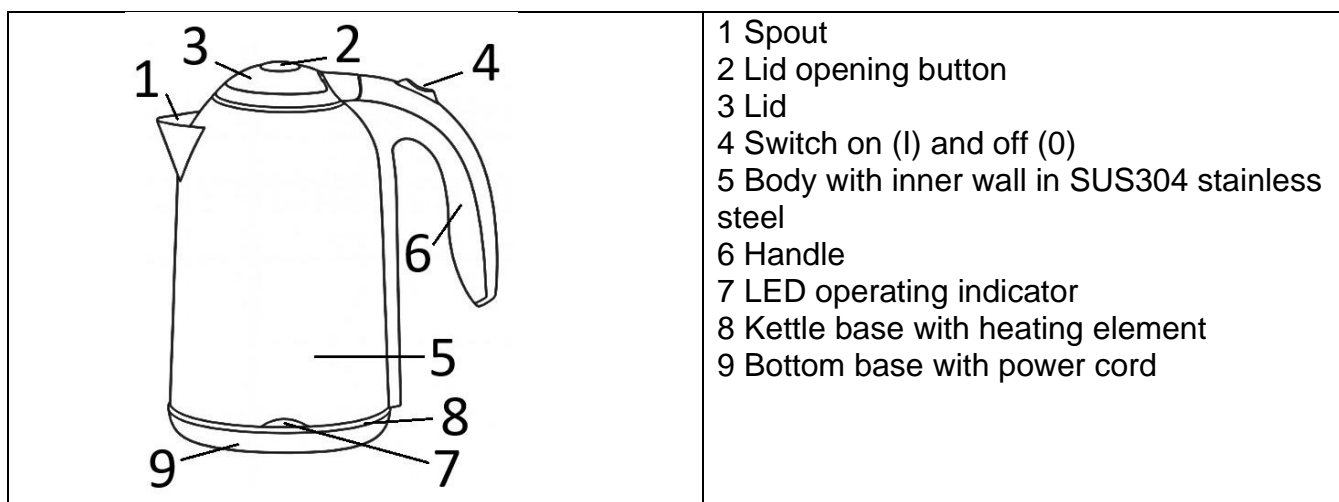 3
2
4
1
6
5
8
9
7
1 Spout
2 Lid opening button
3 Lid
4 Switch on (I) and off (0)
5 Body with inner wall in SUS304 stainless
steel
6 Handle
7 LED operating indicator
8 Kettle base with heating element
9 Bottom base with power cord